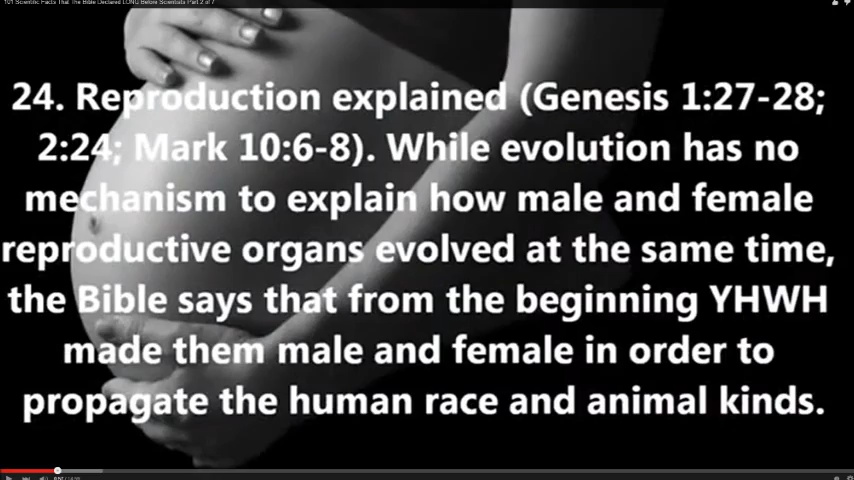 101 Scientific Facts That The Bible Declared LONG Before Scientists Part 2 of 7
24. Reproduction explained (Genesis 1:27-28;
2:24; Mark 10:6-8). While evolution has no
mechanism to explain how male and female
reproductive organs evolved at the same time,
the Bible says that from the beginning YHWH
made them male and female in order to
propagate the human race and animal kinds.